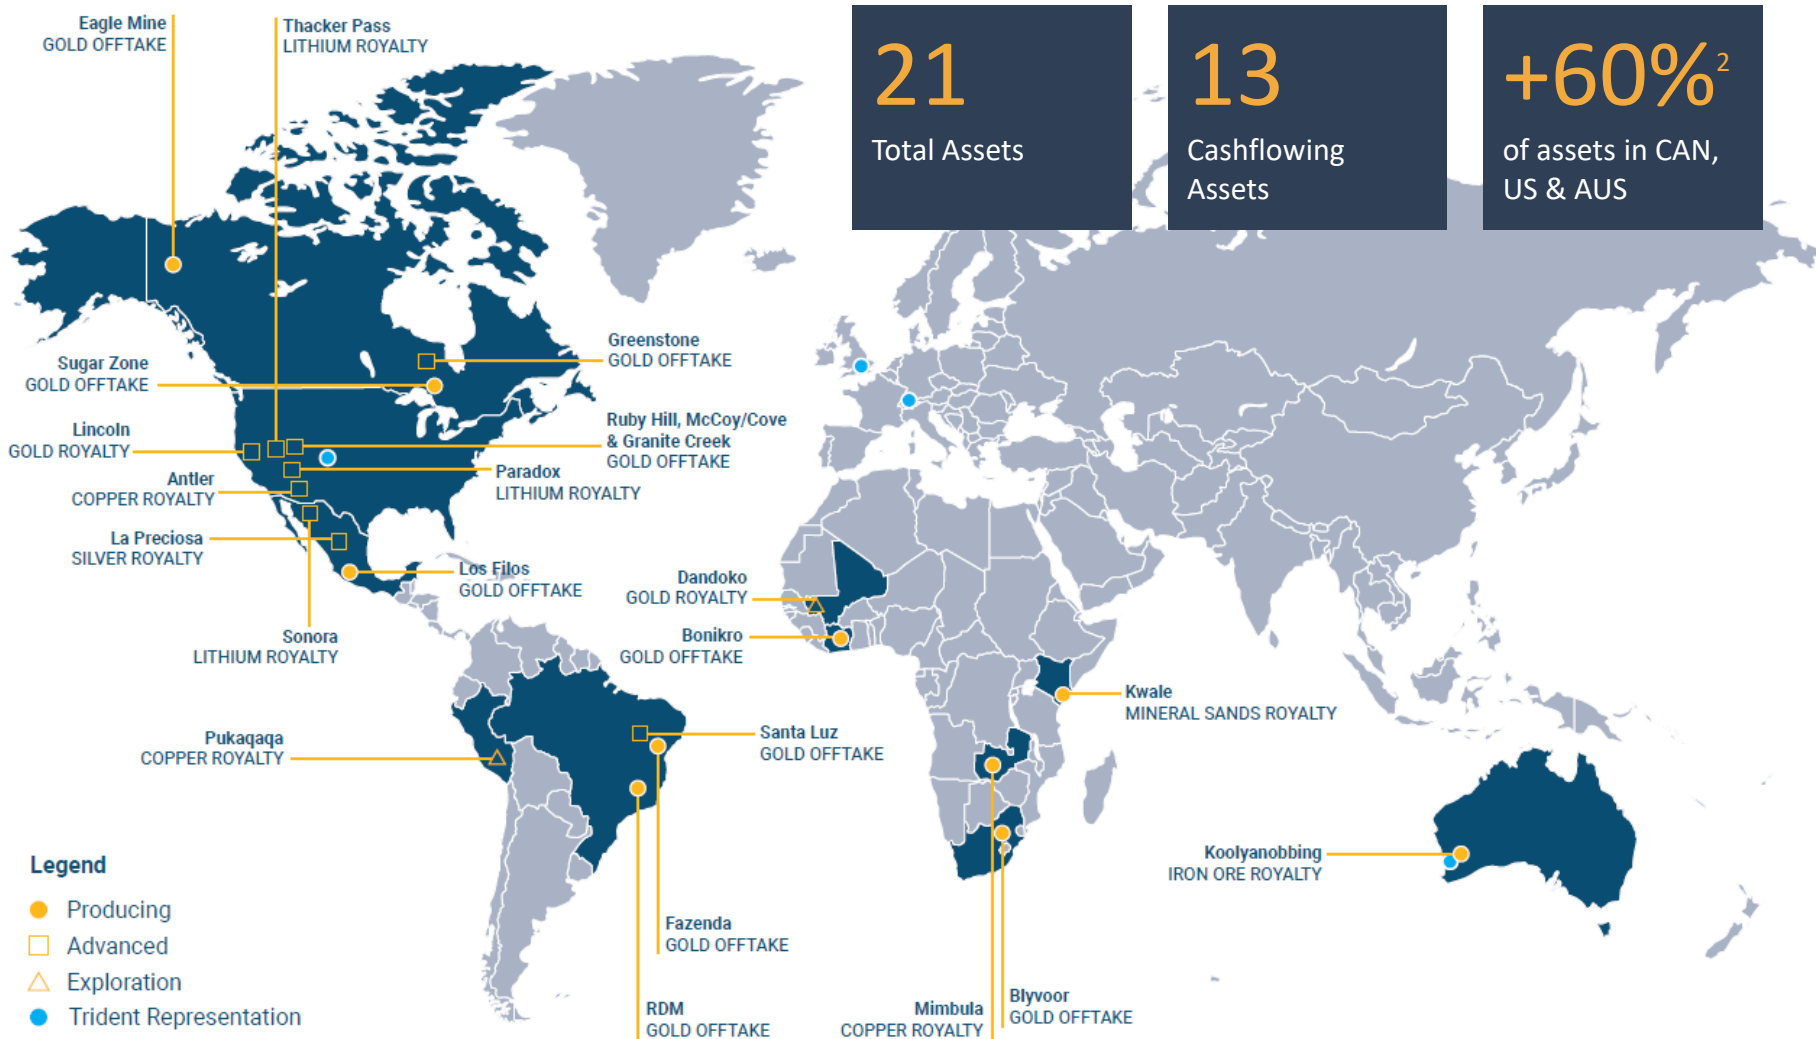 Eagle Mine
GOLD OFFTAKE
Thacker Pass
LITHIUM ROYALTY
21
Total Assets
13
Cashflowing
Assets
+60%2
of assets in CAN,
US & AUS
Greenstone
GOLD OFFTAKE
Sugar Zone
GOLD OFFTAKE
Ruby Hill, McCoy/Cove
& Granite Creek
GOLD OFFTAKE
Lincoln
GOLD ROYALTY
Paradox
LITHIUM ROYALTY
Antler
COPPER ROYALTY
La Preciosa
SILVER ROYALTY
Los Filos
GOLD OFFTAKE
Dandoko
GOLD ROYALTY
Sonora
LITHIUM ROYALTY
Bonikro
GOLD OFFTAKE
Kwale
MINERAL SANDS ROYALTY
Pukaqaqa
COPPER ROYALTY
Santa Luz
GOLD OFFTAKE
Koolyanobbing
IRON ORE ROYALTY
Fazenda
GOLD OFFTAKE
RDM
GOLD OFFTAKE
Mimbula
COPPER ROYALTY
Blyvoor
GOLD OFFTAKE
Legend
Producing
Advanced
Exploration
Trident Representation